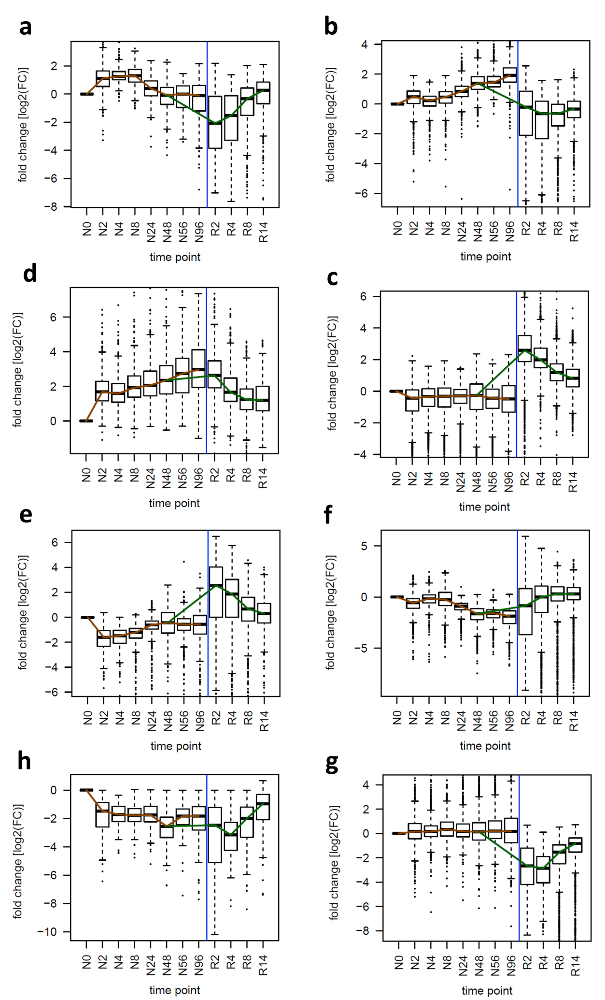 a
fold change [log2(FC)]
2
0
−2
−4
−6
−8
N0 N2 N4 N8 N24 N48 N56 N96 R2 R4 R8 R14
time point
b
fold change [log2(FC)]
4
2
0
−2
−4
−6
N0 N2 N4 N8 N24 N48 N56 N96 R2 R4 R8 R14
time point
d
fold change [log2(FC)]
6
4
2
0
N0 N2 N4 N8 N24 N48 N56 N96 R2 R4 R8 R14
time point
c
fold change [log2(FC)]
6
4
2
0
−2
−4
N0 N2 N4 N8 N24 N48 N56 N96 R2 R4 R8 R14
time point
e
fold change [log2(FC)]
6
4
2
0
−2
−4
−6
N0 N2 N4 N8 N24 N48 N56 N96 R2 R4 R8 R14
time point
f
fold change [log2(FC)]
5
0
−5
N0 N2 N4 N8 N24 N48 N56 N96 R2 R4 R8 R14
time point
h
fold change [log2(FC)]
0
−2
−4
−6
−8
−10
N0 N2 N4 N8 N24 N48 N56 N96 R2 R4 R8 R14
time point
g
fold change [log2(FC)]
4
2
0
−2
−4
−6
−8
N0 N2 N4 N8 N24 N48 N56 N96 R2 R4 R8 R14
time point